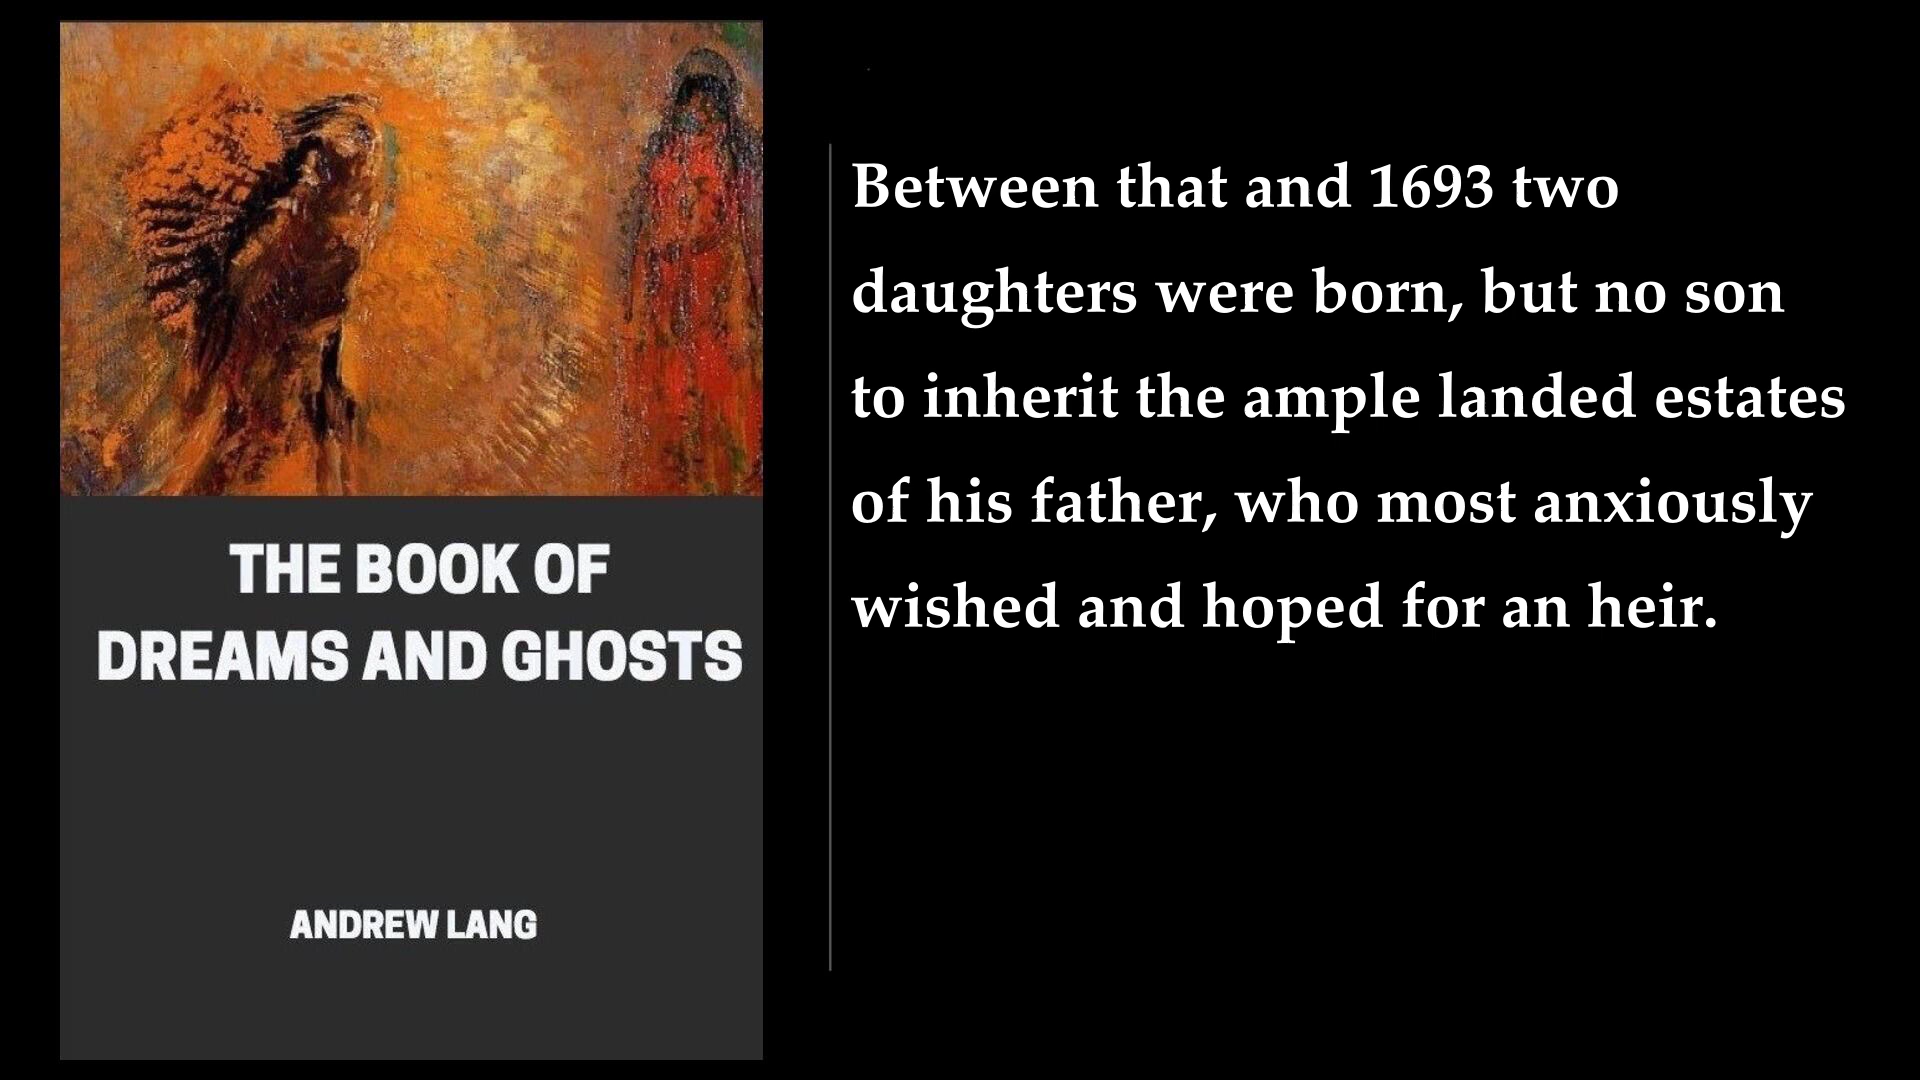 THE BOOK OF
DREAMS AND GHOSTS
ANDREW LANG
Between that and 1693 two
daughters were born, but no son
to inherit the ample landed estates
of his father, who most anxiously
wished and hoped for an heir.